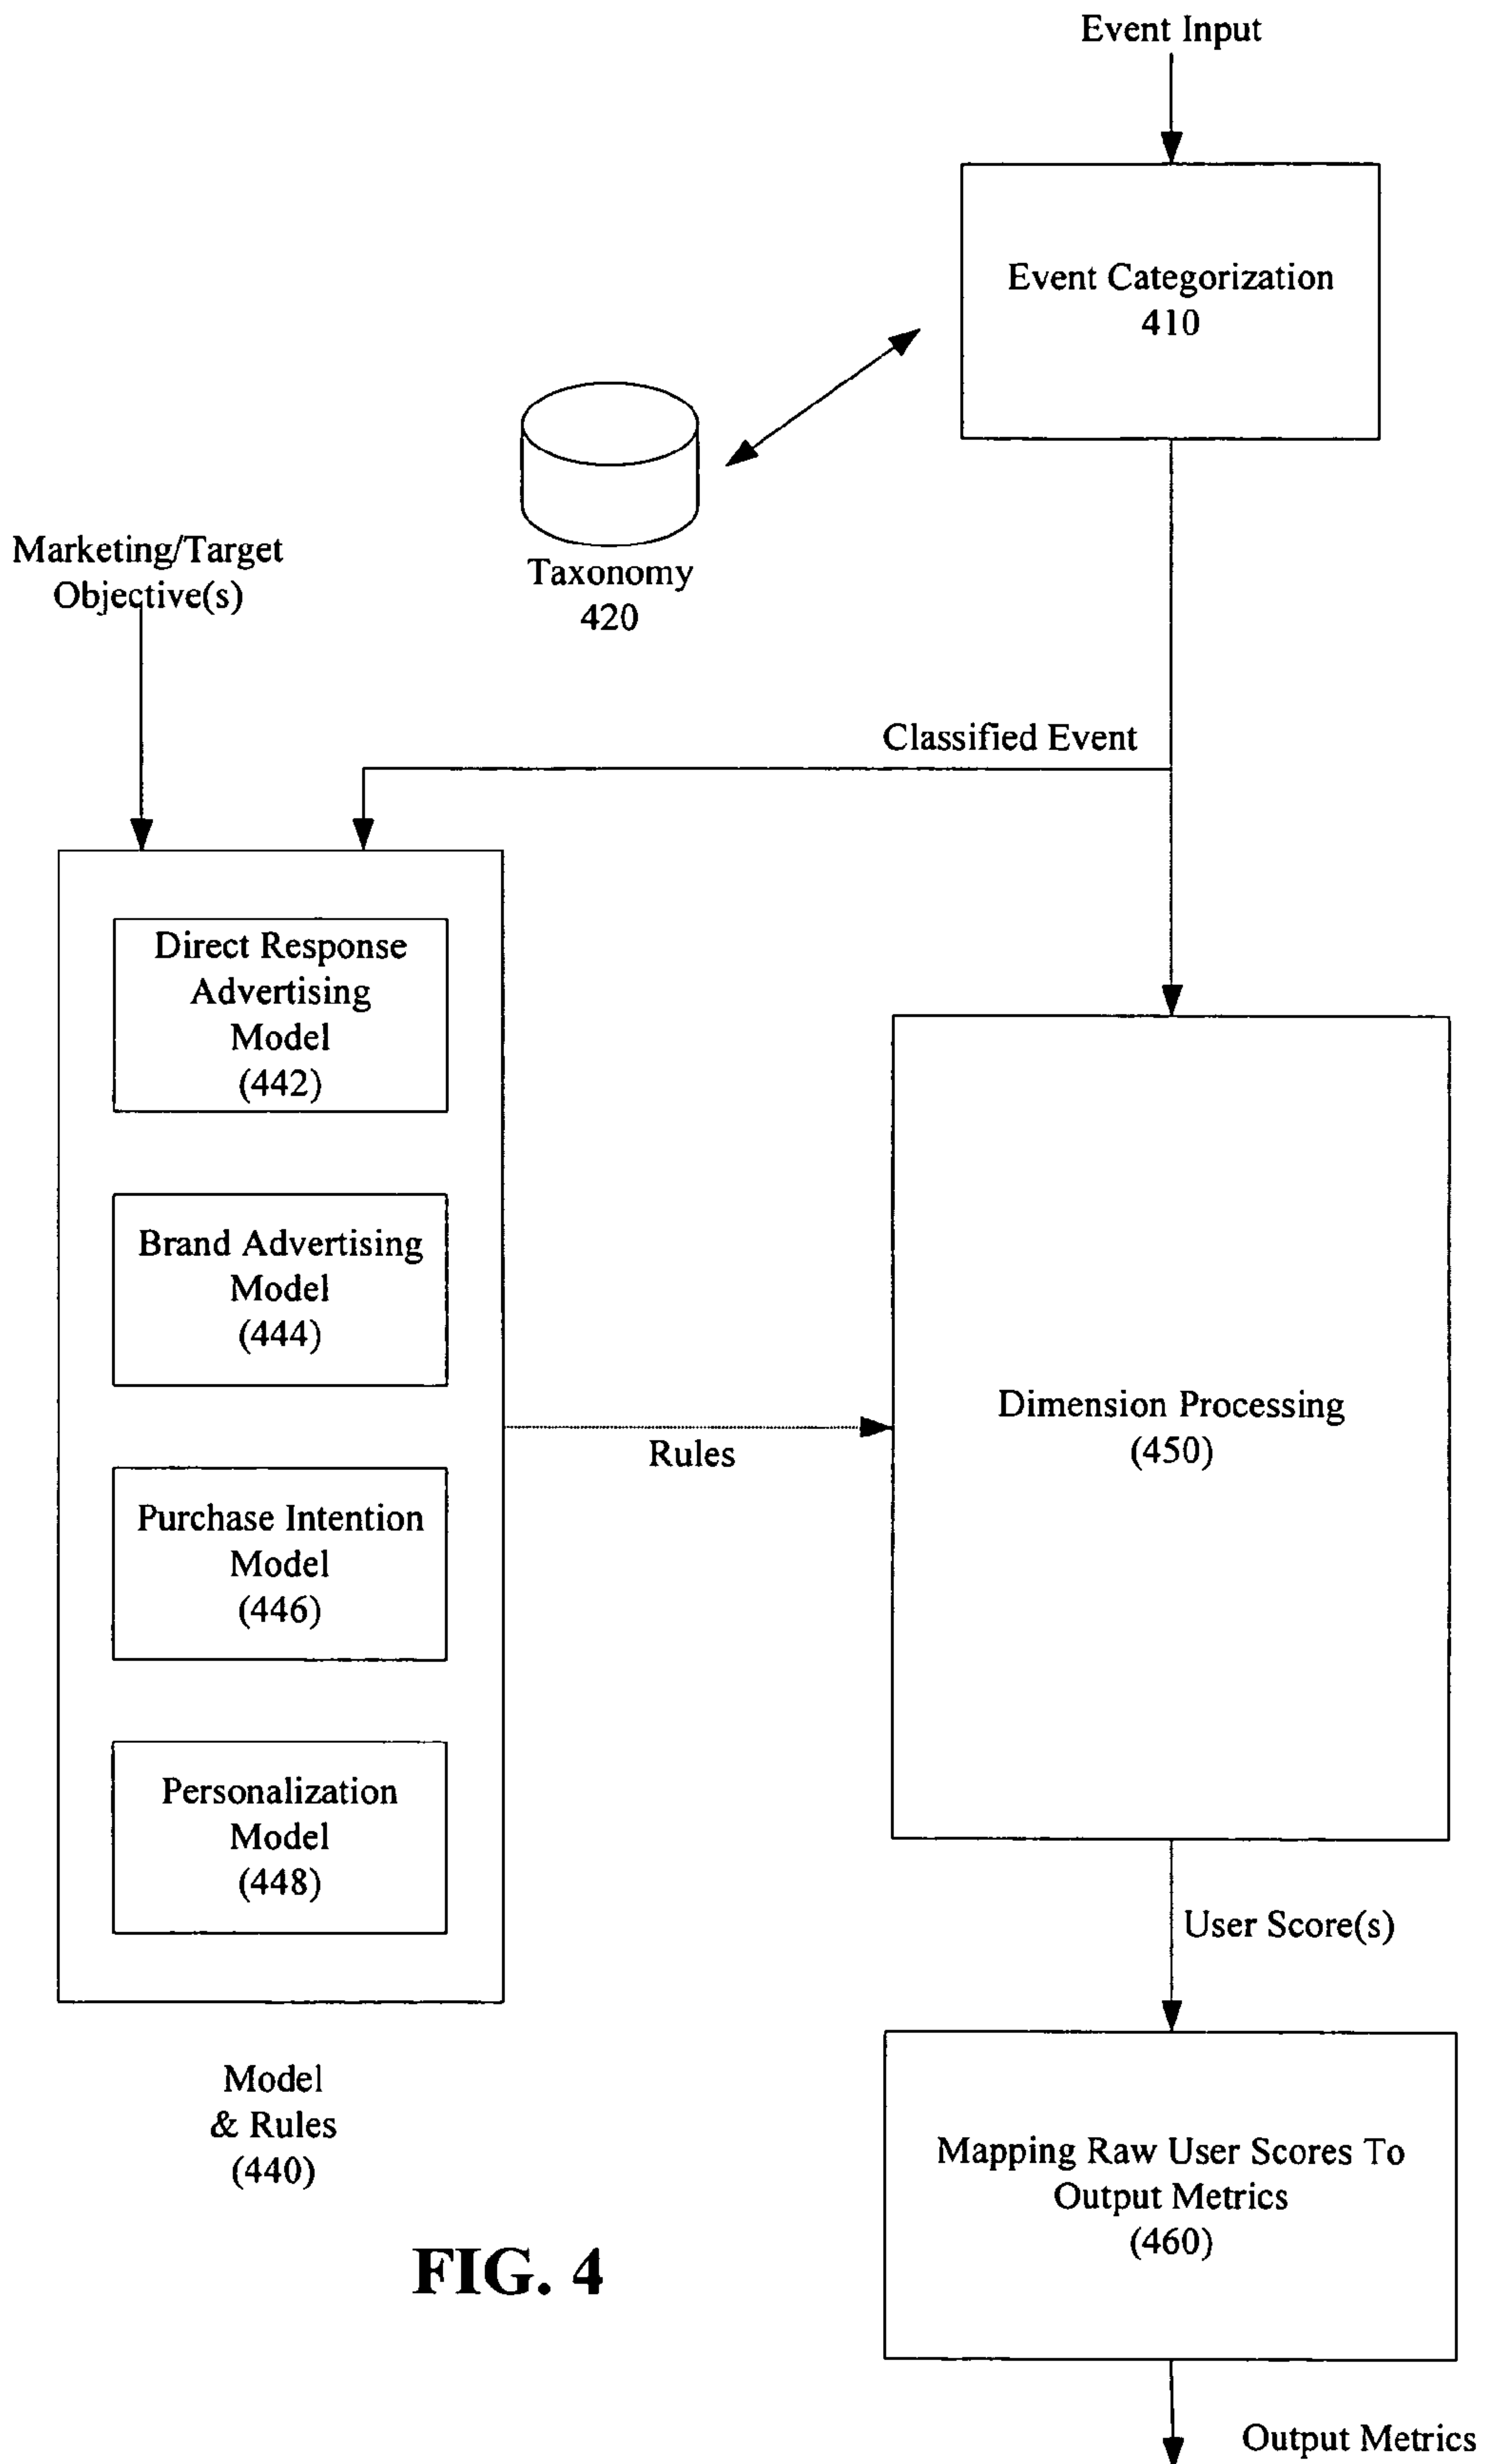 Event Input
Event Categorization
410
Taxonomy
420
Marketing/Target
Objective(s)
Classified Event
Direct Response
Advertising
Model
(442)
Brand Advertising
Model
(444)
Purchase Intention
Model
(446)
Personalization
Model
(448)
Rules
Dimension Processing
(450)
User Score(s)
Model
& Rules
(440)
Mapping Raw User Scores To
Output Metrics
(460)
FIG. 4
Output Metrics